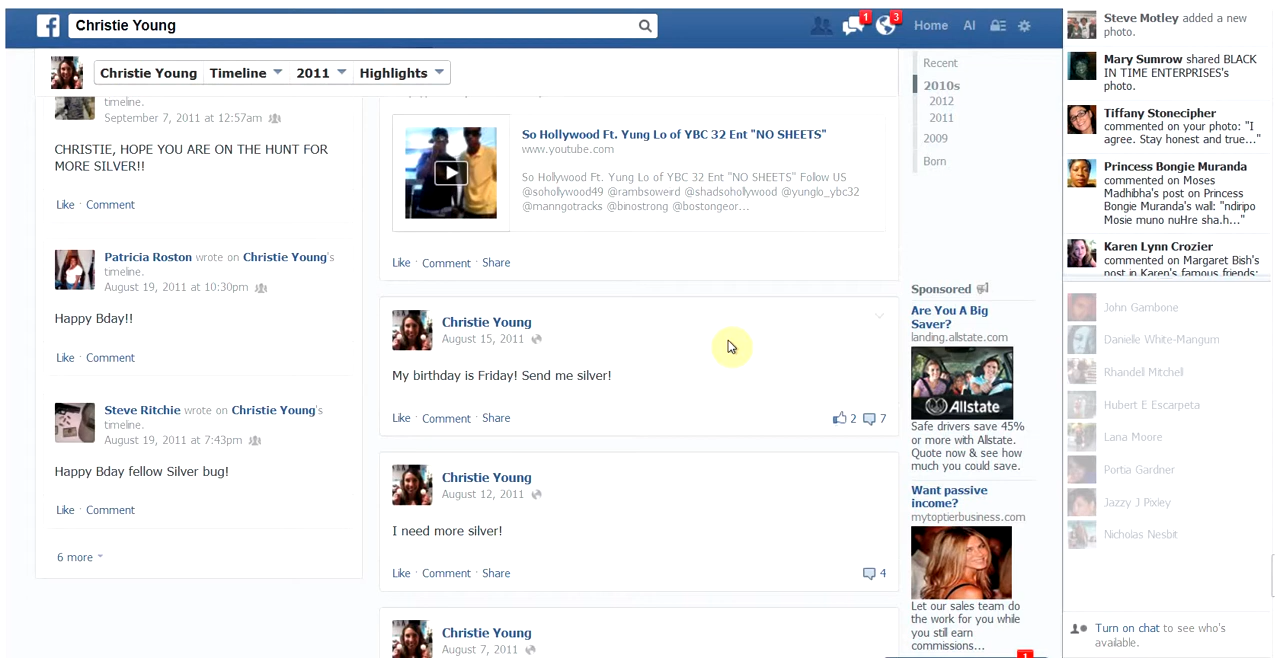 Christie Young
1
3
Home
Al
Christie Young
Timeline
2011
Highlights
timeline.
September 7, 2011 at 12:57am
CHRISTIE, HOPE YOU ARE ON THE HUNT FOR
MORE SILVER!!
Like · Comment
Patricia Roston wrote on Christie Young's
timeline.
August 19, 2011 at 10:30pm
Happy Bday!!
Like · Comment
Steve Ritchie wrote on Christie Young's
timeline.
August 19, 2011 at 7:43pm
Happy Bday fellow Silver bug!
Like · Comment
6 more
So Hollywood Ft. Yung Lo of YBC 32 Ent "NO SHEETS"
www.youtube.com
So Hollywood Ft. Yung Lo of YBC 32 Ent "NO SHEETS" Follow US
@sohollywood49 @rambsoweird @shadsohollywood @yunglo_ybc32
@manngotracks @binostrong @bostongeor...
Like · Comment · Share
Christie Young
August 15, 2011
My birthday is Friday! Send me silver!
Like · Comment · Share
2
7
Christie Young
August 12, 2011
I need more silver!
Like · Comment · Share
4
Christie Young
August 7, 2011
Recent
2010s
2012
2011
2009
Born
Sponsored
Are You A Big
Saver?
landing.allstate.com
Allstate
Safe drivers save 45%
or more with Allstate.
Quote now & see how
much you could save.
Want passive
income?
mytoptierbusiness.com
Let our sales team do
the work for you while
you still earn
commissions...
1
Steve Motley added a new
photo.
Mary Sumrow shared BLACK
IN TIME ENTERPRISES's
photo.
Tiffany Stonecipher
commented on your photo: "I
agree. Stay honest and true..."
Princess Bongie Muranda
commented on Moses
Madhibha's post on Princess
Bongie Muranda's wall: "ndiripo
Mosie muno nuHre sha.h..."
Karen Lynn Crozier
commented on Margaret Bish's
post in Karen's famous friends:
John Gambone
Danielle White-Mangum
Rhandell Mitchell
Hubert E Escarpeta
Lana Moore
Portia Gardner
Jazzy J Pixley
Nicholas Nesbit
Turn on chat to see who's
available.